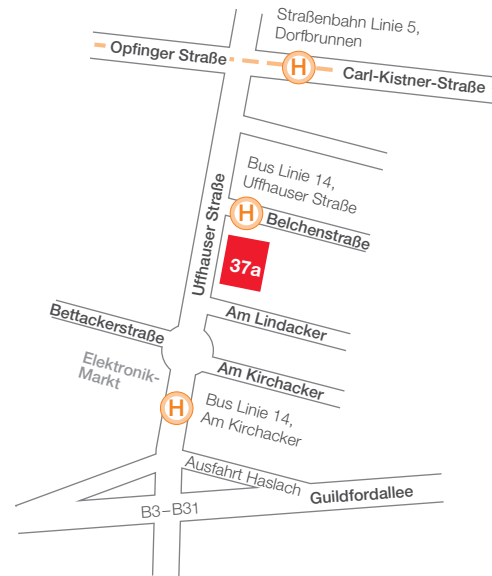 Straßenbahn Linie 5,
Dorfbrunnen
Opfinger Straße
H
Carl-Kistner-Straße
Bus Linie 14,
Uffhauser Straße
Uffhauser Straße
H
Belchenstraße
37a
Bettackerstraße
Am Lindacker
Elektronik-
Markt
Am Kirchacker
H
Bus Linie 14,
Am Kirchacker
Ausfahrt Haslach
Guildfordallee
B3–B31